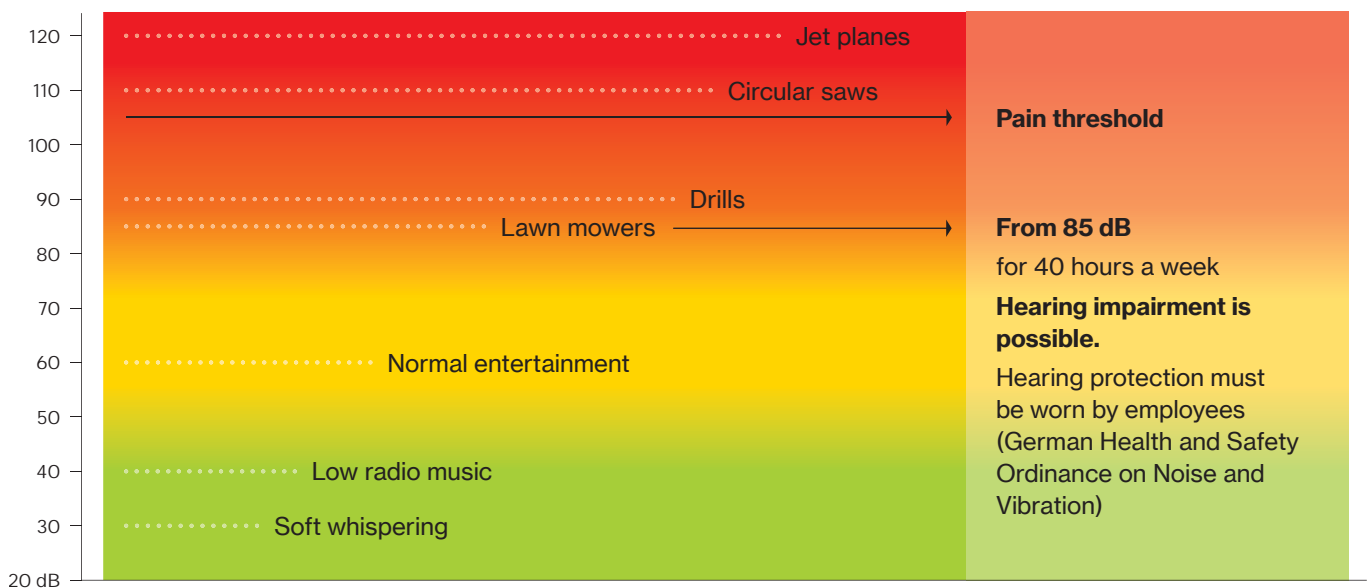 120
Jet planes
110
Circular saws
Pain threshold
100
90
Drills
Lawn mowers
From 85 dB
80
for 40 hours a week
70
Hearing impairment is
possible.
60
Normal entertainment
Hearing protection must
50
be worn by employees
(German Health and Safety
40
Low radio music
Ordinance on Noise and
Vibration)
30
Soft whispering
20 dB